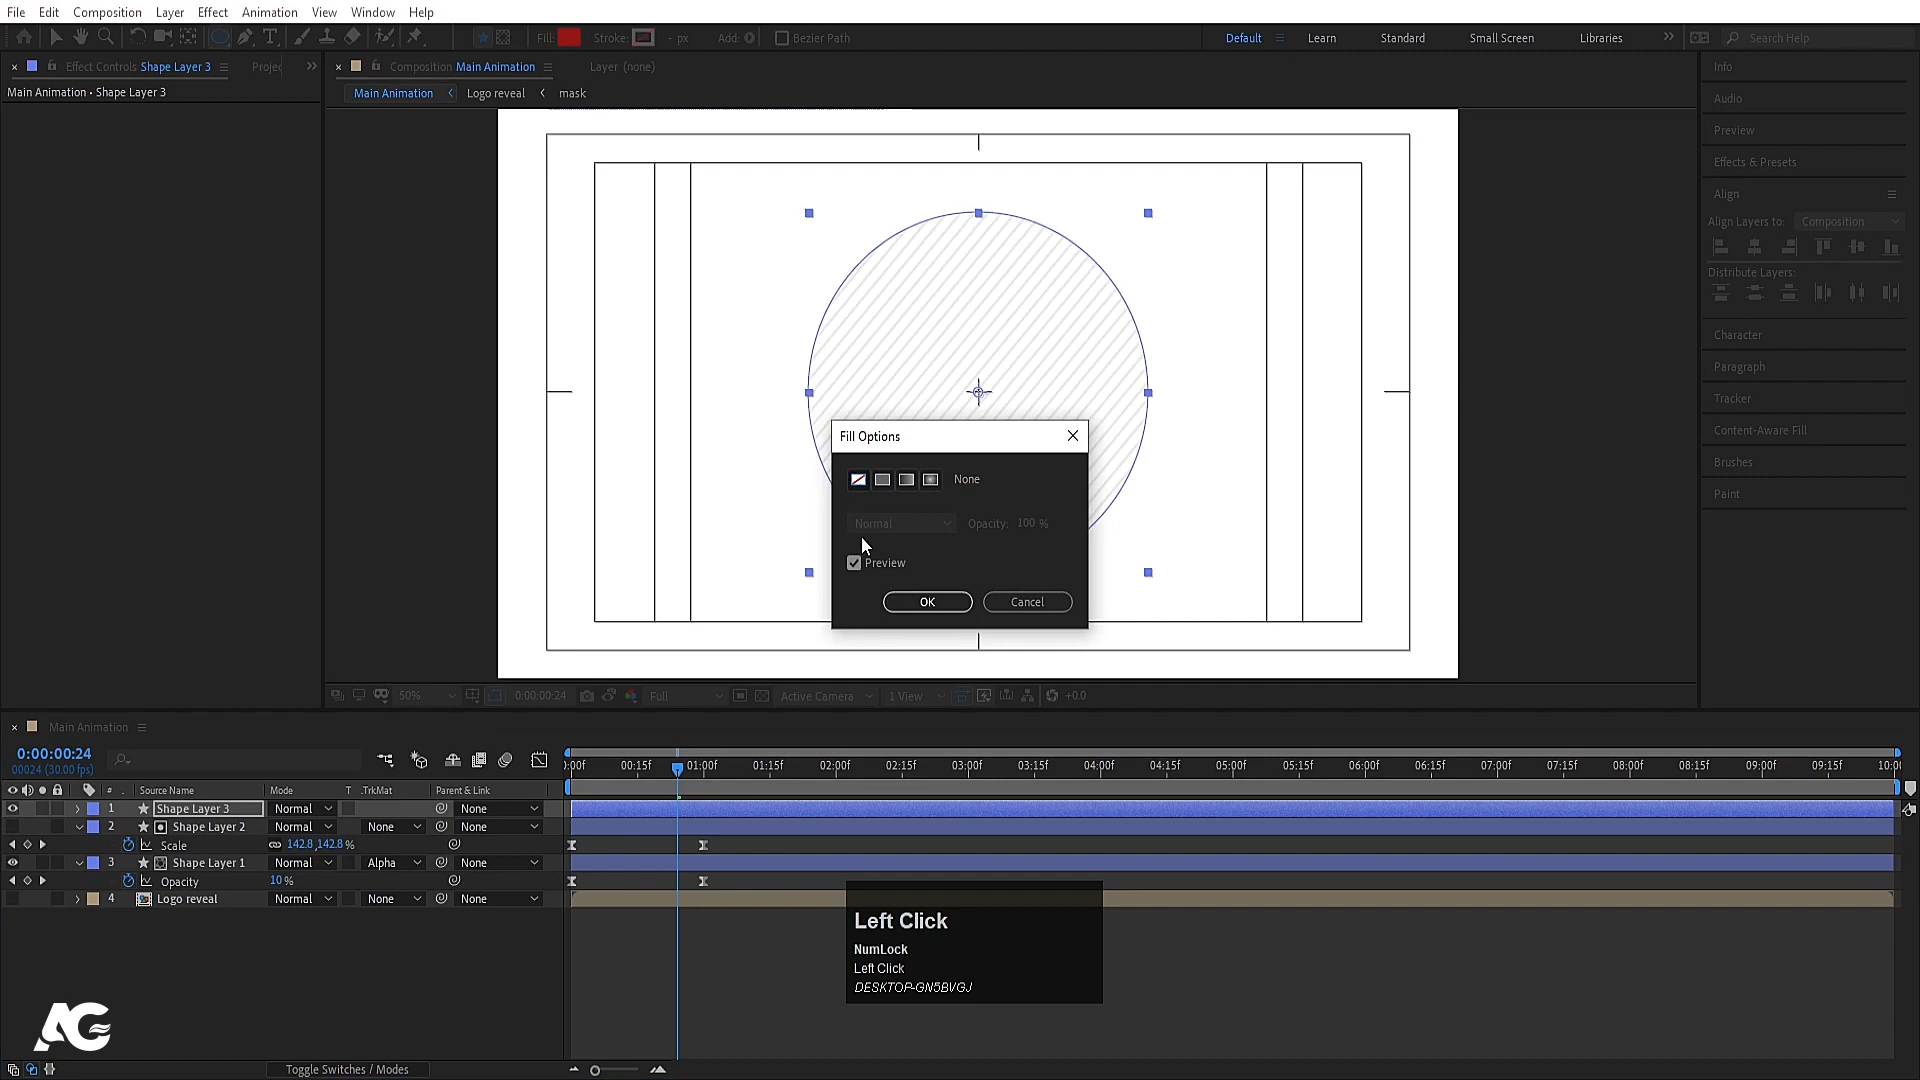 File Edit Composition Layer Effect Animation View Window Help
Fill: Stroke: - px Add: Bezier Path Default Learn Standard Small Screen Libraries Search Help
Effect Controls Shape Layer 3 Projec Composition Main Animation Layer (none) Info
Main Animation • Shape Layer 3 Main Animation Logo reveal mask
Audio
Preview
Effects & Presets
Align
Align Layers to: Composition
Distribute Layers:
Character
Paragraph
Tracker
Content-Aware Fill
Brushes
Paint
Fill Options
None
Normal Opacity: 100 %
Preview
OK Cancel
50% 0:00:00:24 Full Active Camera 1 View +0.0
Main Animation
0:00:00:24
00024 (30.00 fps)
:00f 00:15f 01:00f 01:15f 02:00f 02:15f 03:00f 03:15f 04:00f 04:15f 05:00f 05:15f 06:00f 06:15f 07:00f 07:15f 08:00f 08:15f 09:00f 09:15f 10:00
# . Source Name Mode T .TrkMat Parent & Link
1 Shape Layer 3 Normal None
2 Shape Layer 2 Normal None None
Scale 142.8,142.8%
3 Shape Layer 1 Normal Alpha None
Opacity 10 %
4 Logo reveal Normal None None
Left Click
NumLock
Left Click
DESKTOP-GN5BVGJ
AG
Toggle Switches / Modes